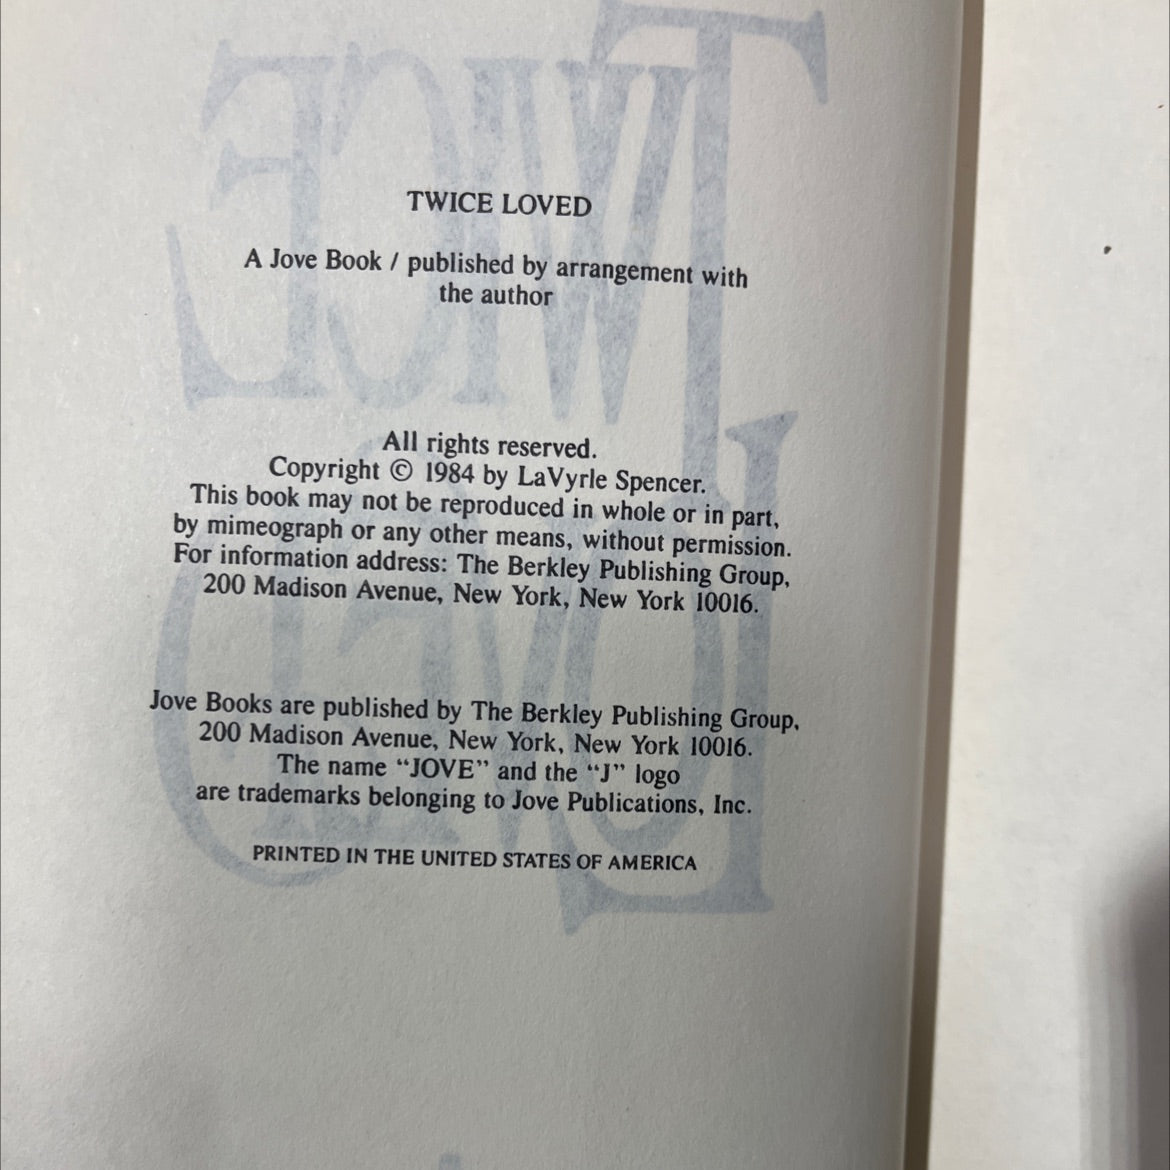 TWICE LOVED
A Jove Book / published by arrangement with
the author
All rights reserved.
Copyright © 1984 by LaVyrle Spencer.
This book may not be reproduced in whole or in part,
by mimeograph or any other means, without permission.
For information address: The Berkley Publishing Group,
200 Madison Avenue, New York, New York 10016.
Jove Books are published by The Berkley Publishing Group,
200 Madison Avenue, New York, New York 10016.
The name “JOVE” and the “J” logo
are trademarks belonging to Jove Publications, Inc.
PRINTED IN THE UNITED STATES OF AMERICA
TWICE
LOVED